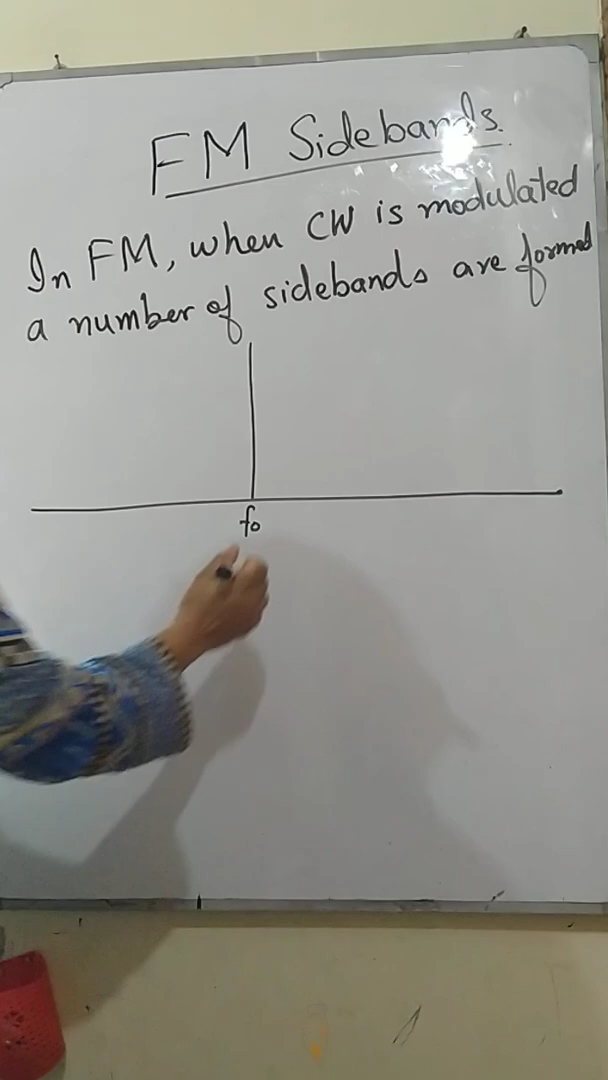 FM Sidebands.
In FM, when CW is modulated
a number of sidebands are formed
fo